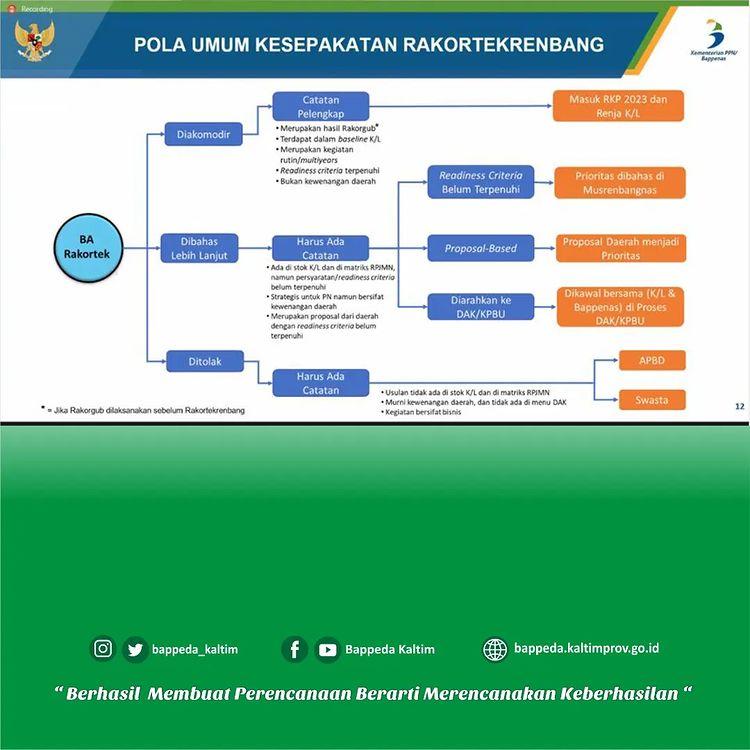 Recording
POLA UMUM KESEPAKATAN RAKORTEKRENBANG
Kementerian PPN/
Bappenas
BA
Rakortek
Diakomodir
Catatan
Pelengkap
• Merupakan hasil Rakorgub*
• Terdapat dalam baseline K/L
• Merupakan kegiatan
rutin/multiyears
• Readiness criteria terpenuhi
• Bukan kewenangan daerah
Masuk RKP 2023 dan
Renja K/L
Dibahas
Lebih Lanjut
Harus Ada
Catatan
• Ada di stok K/L dan di matriks RPJMN,
namun persyaratan/readiness criteria
belum terpenuhi
• Strategis untuk PN namun bersifat
kewenangan daerah
• Merupakan proposal dari daerah
dengan readiness criteria belum
terpenuhi
Readiness Criteria
Belum Terpenuhi
Prioritas dibahas di
Musrenbangnas
Proposal-Based
Proposal Daerah menjadi
Prioritas
Diarahkan ke
DAK/KPBU
Dikawal bersama (K/L &
Bappenas) di Proses
DAK/KPBU
Ditolak
Harus Ada
Catatan
• Usulan tidak ada di stok K/L dan di matriks RPJMN
• Murni kewenangan daerah, dan tidak ada di menu DAK
• Kegiatan bersifat bisnis
APBD
Swasta
* = Jika Rakorgub dilaksanakan sebelum Rakortekrenbang
12
bappeda_kaltim
Bappeda Kaltim
bappeda.kaltimprov.go.id
“ Berhasil Membuat Perencanaan Berarti Merencanakan Keberhasilan “